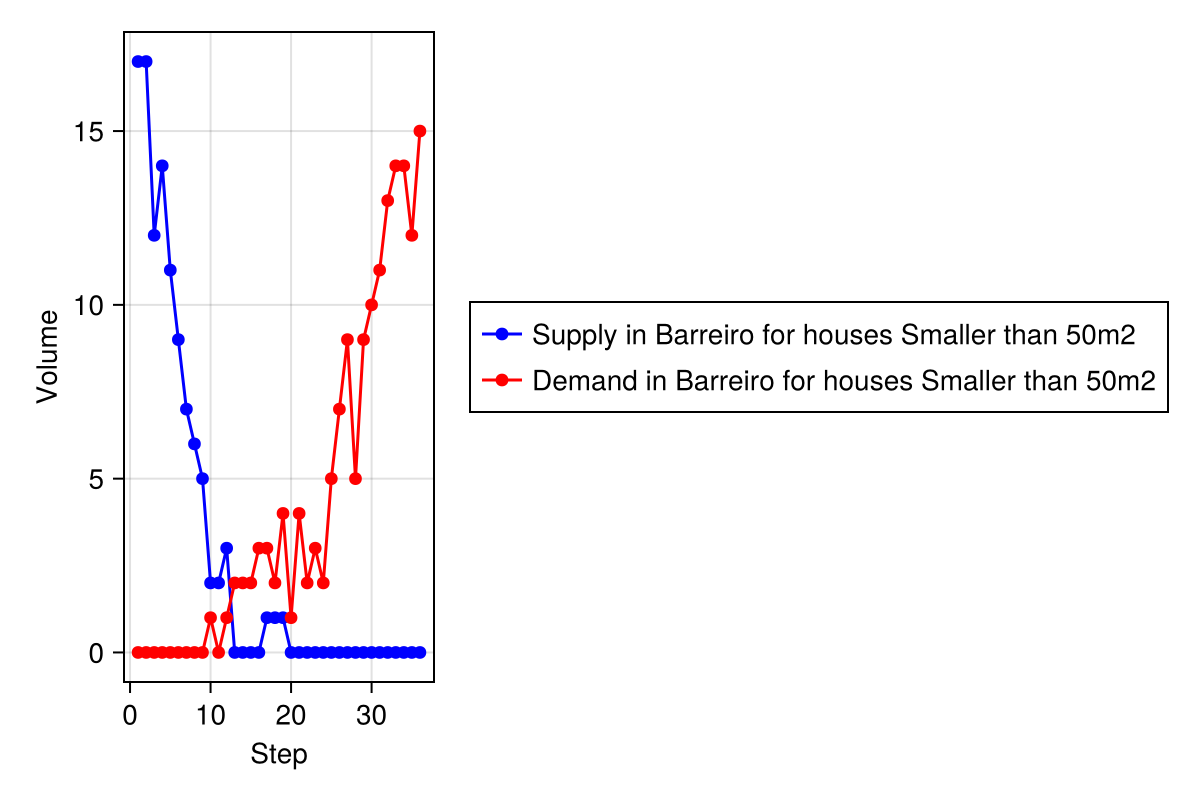 Volume
15
10
5
0
0 10 20 30
Step
Supply in Barreiro for houses Smaller than 50m2
Demand in Barreiro for houses Smaller than 50m2